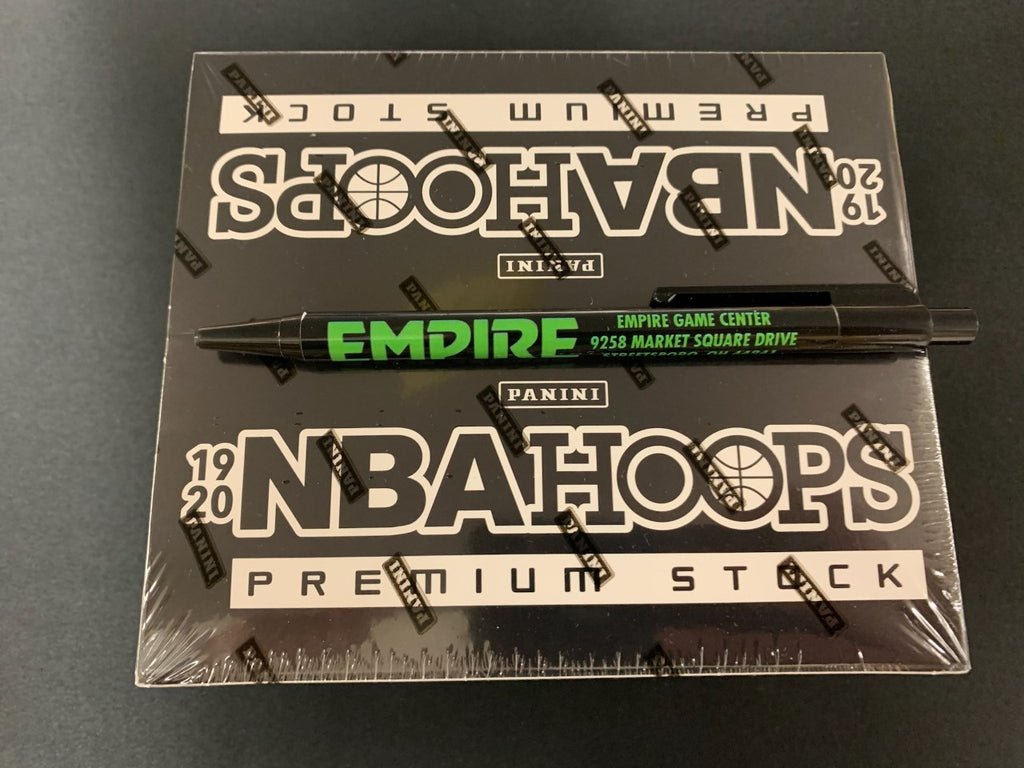 PREMIUM STOCK
19
20
NBAHOOPS
PANINI
EMPIRE
EMPIRE GAME CENTER
9258 MARKET SQUARE DRIVE
PANINI
19
20
NBAHOOPS
PREMIUM STOCK